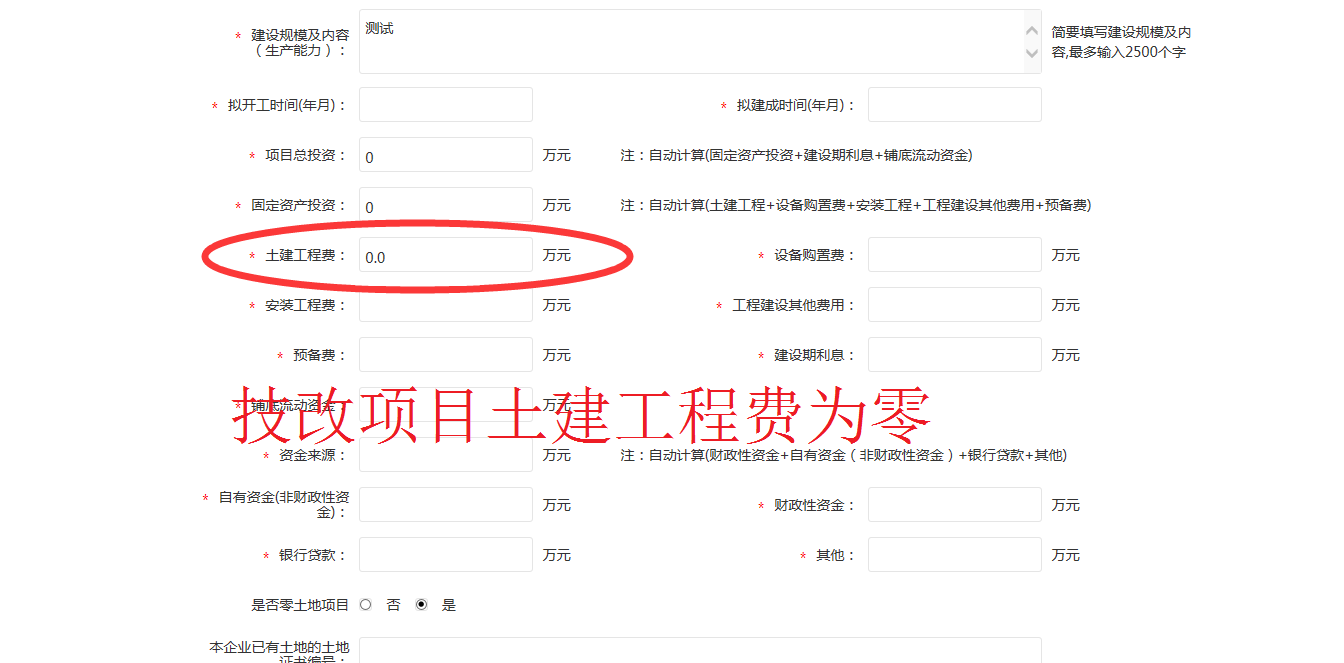 * 建设规模及内容
（生产能力）：
测试
简要填写建设规模及内
容,最多输入2500个字
* 拟开工时间(年月)：
* 拟建成时间(年月)：
* 项目总投资： 0 万元 注：自动计算(固定资产投资+建设期利息+铺底流动资金)
* 固定资产投资： 0 万元 注：自动计算(土建工程+设备购置费+安装工程+工程建设其他费用+预备费)
* 土建工程费： 0.0 万元 * 设备购置费： 万元
* 安装工程费： 万元 * 工程建设其他费用： 万元
* 预备费： 万元 * 建设期利息： 万元
* 铺底流动资金： 万元
技改项目土建工程费为零
* 资金来源： 万元 注：自动计算(财政性资金+自有资金（非财政性资金）+银行贷款+其他)
* 自有资金(非财政性资
金)： 万元 * 财政性资金： 万元
* 银行贷款： 万元 * 其他： 万元
是否零土地项目 否 是
本企业已有土地的土地
证书编号：